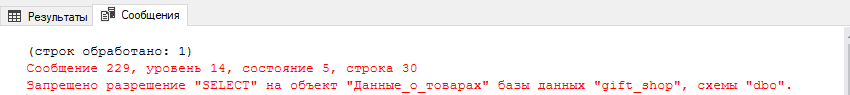 Результаты Сообщения
(строк обработано: 1)
Сообщение 229, уровень 14, состояние 5, строка 30
Запрещено разрешение "SELECT" на объект "Данные_о_товарах" базы данных "gift_shop", схемы "dbo".